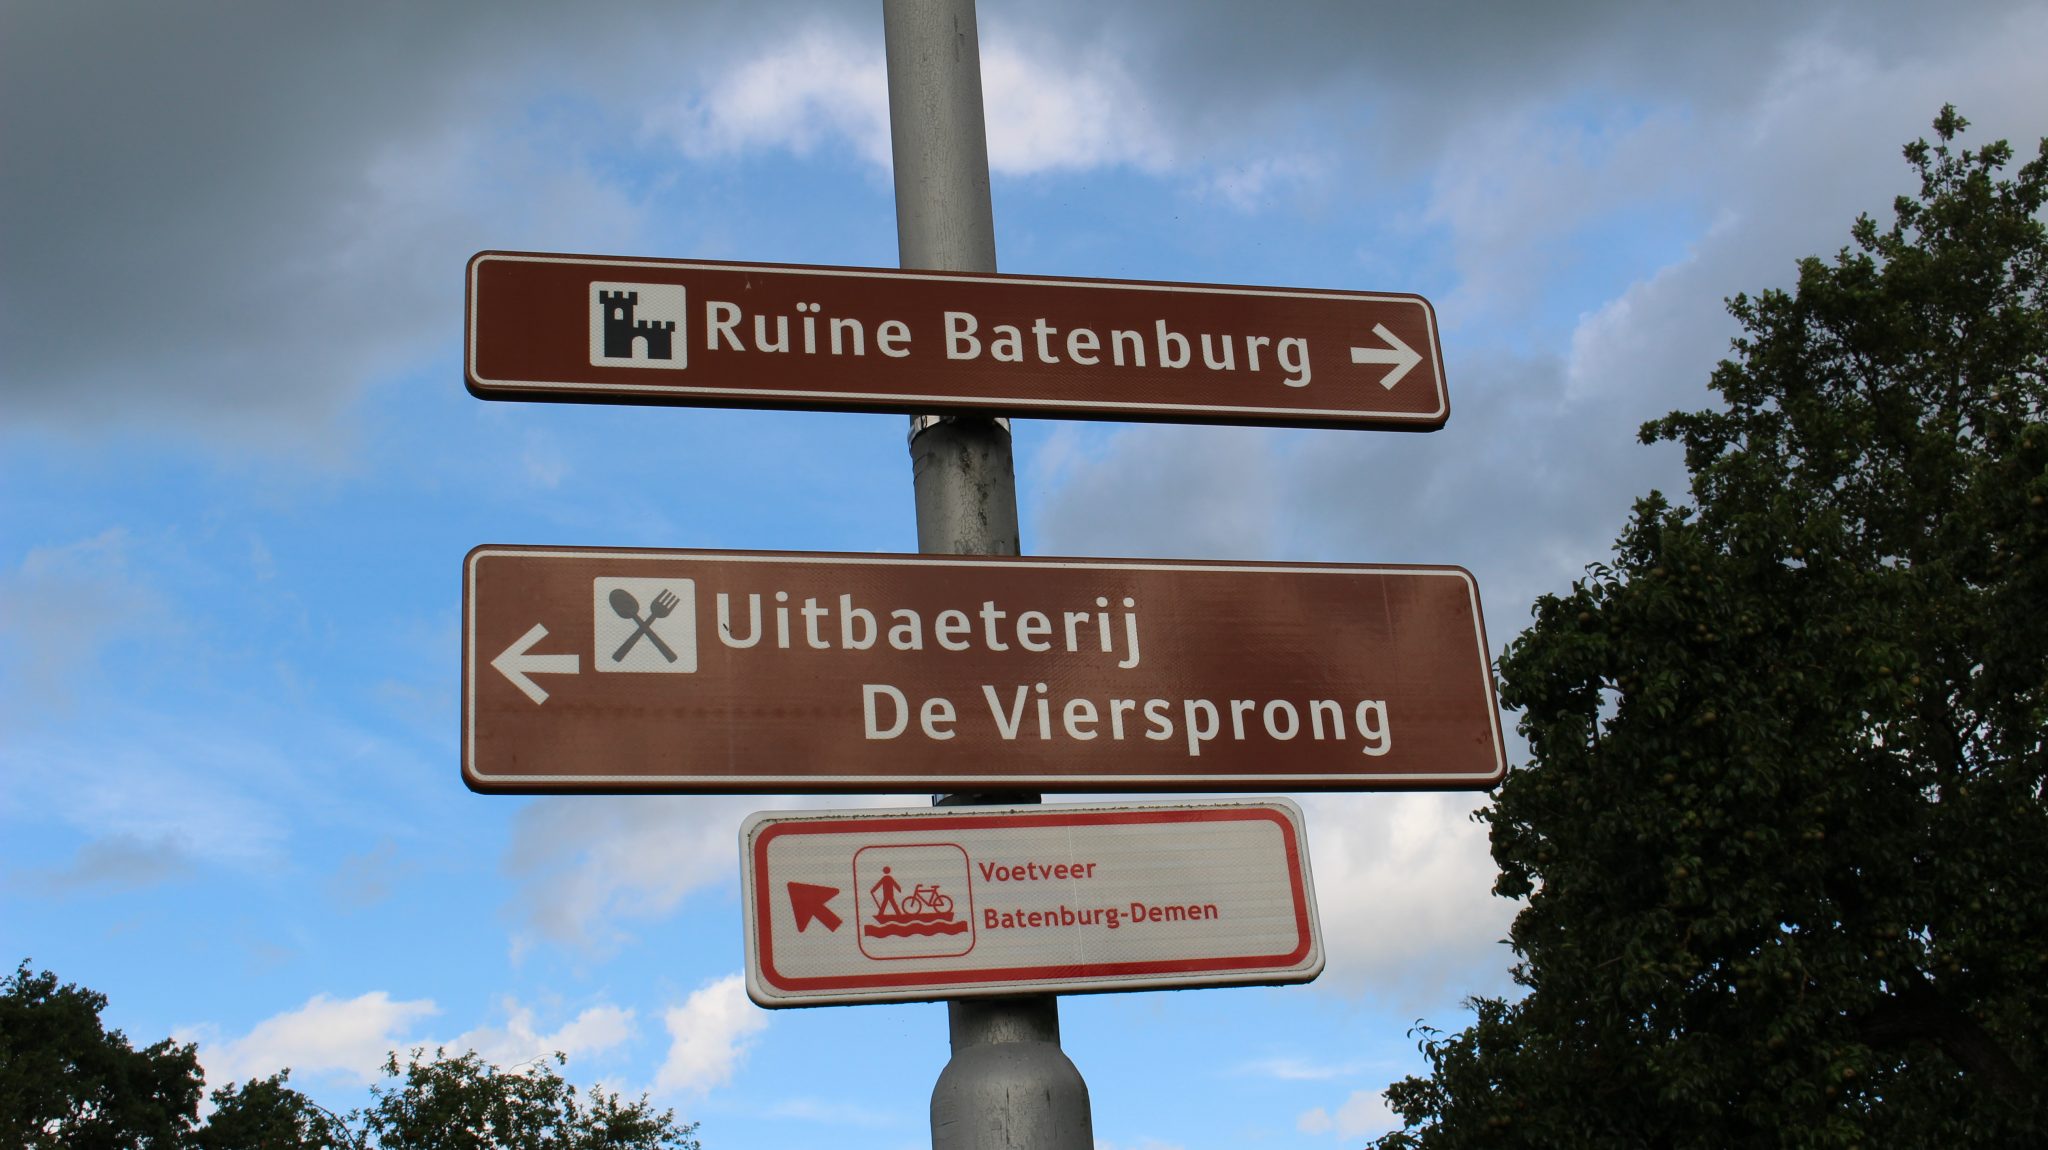 Ruïne Batenburg
Uitbaeterij
De Viersprong
Voetveer
Batenburg-Demen